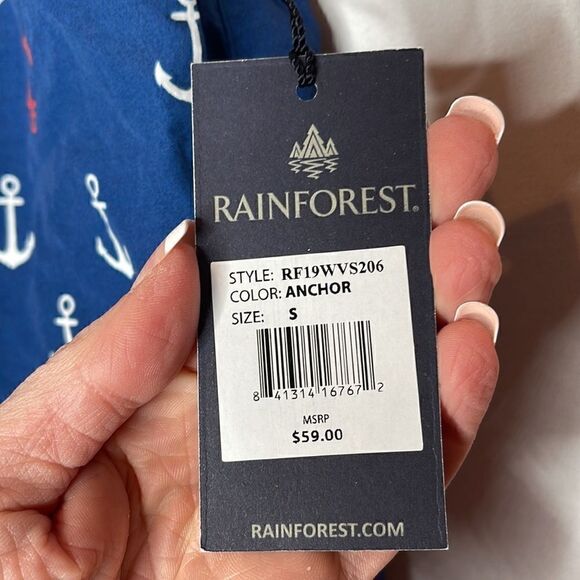 RAINFOREST®
STYLE: RF19WVS206
COLOR: ANCHOR
SIZE: S
8 41314 16767 2
MSRP
$59.00
RAINFOREST.COM